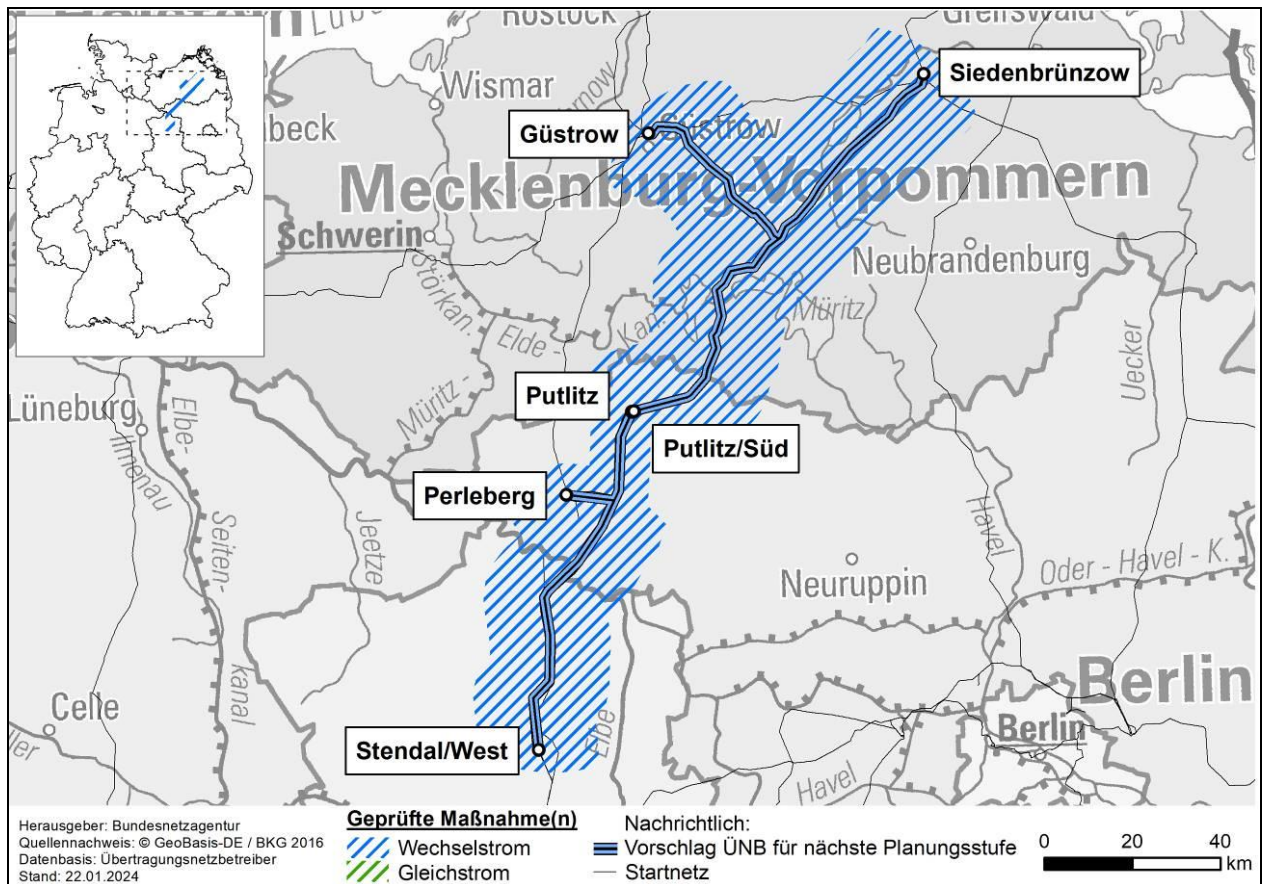 Rostock
Greifswald
Wismar
Siedenbrünzow
Güstrow
Güstrow
Mecklenburg-Vorpommern
Schwerin
Neubrandenburg
Störkan.
Elde-
Kan.
Müritz
Müritz-
Uecker
Lüneburg
Putlitz
Putlitz/Süd
Elbe-
Ilmenau
Perleberg
Jeetze
Seiten-
Havel
Neuruppin
Oder - Havel - K.
kanal
Berlin
Celle
Elbe
Berlin
Stendal/West
Havel
Herausgeber: Bundesnetzagentur
Quellennachweis: © GeoBasis-DE / BKG 2016
Datenbasis: Übertragungsnetzbetreiber
Stand: 22.01.2024
Geprüfte Maßnahme(n)
Wechselstrom
Gleichstrom
Nachrichtlich:
Vorschlag ÜNB für nächste Planungsstufe
Startnetz
0 20 40
km